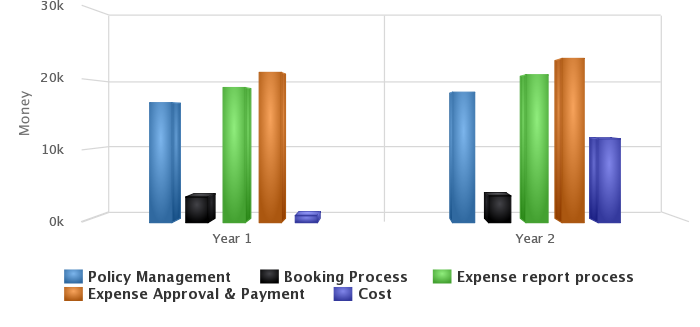 30k
20k
10k
0k
Money
Year 1
Year 2
Policy Management
Booking Process
Expense report process
Expense Approval & Payment
Cost